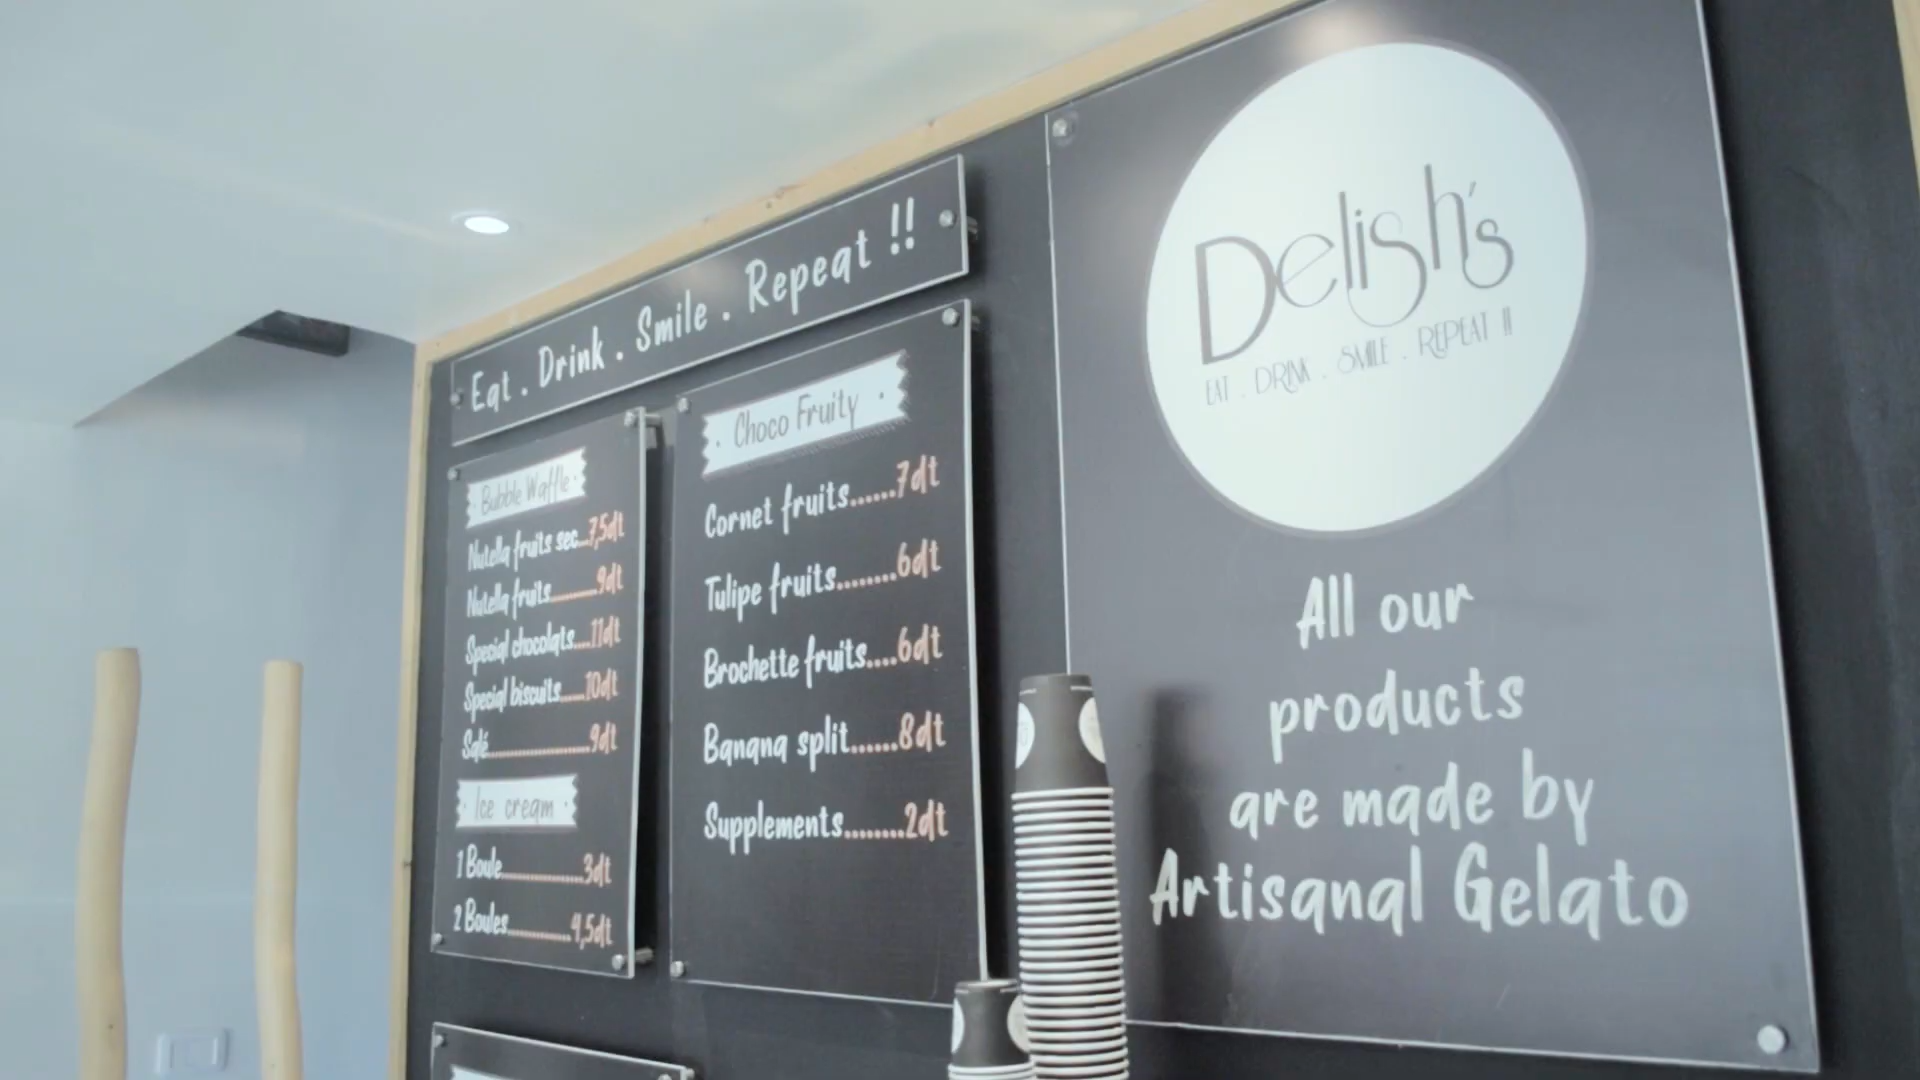 Eat . Drink . Smile . Repeat !!
· Bubble Waffle ·
Nutella fruits sec...7,5dt
Nutella fruits..........9dt
Special chocolats....11dt
Special biscuits......10dt
Salé......................9dt
· Ice cream ·
1 Boule.................3dt
2 Boules.............4,5dt
· Choco Fruity ·
Cornet fruits......7dt
Tulipe fruits........6dt
Brochette fruits....6dt
Banana split......8dt
Supplements........2dt
Delish's
EAT . DRINK . SMILE . REPEAT !!
All our
products
are made by
Artisanal Gelato